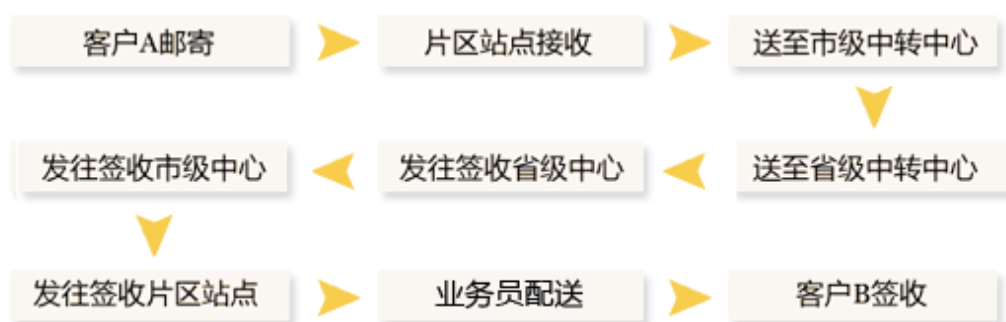 客户A邮寄
片区站点接收
送至市级中转中心
送至省级中转中心
发往签收省级中心
发往签收市级中心
发往签收片区站点
业务员配送
客户B签收